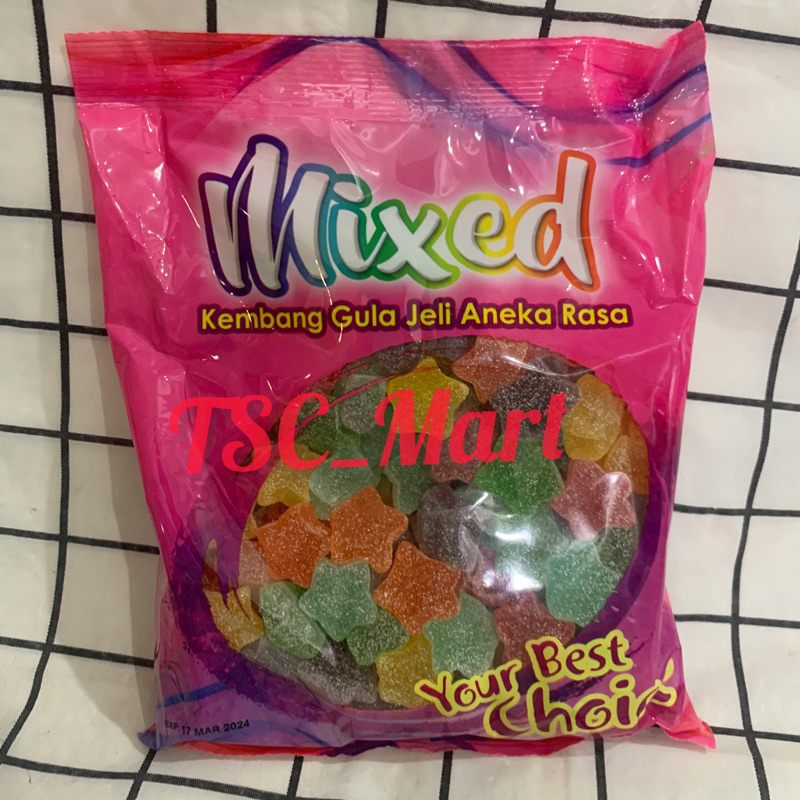 Mixed
Kembang Gula Jeli Aneka Rasa
TSC_Mart
Your Best
Choice
EXP: 17 MAR 2024